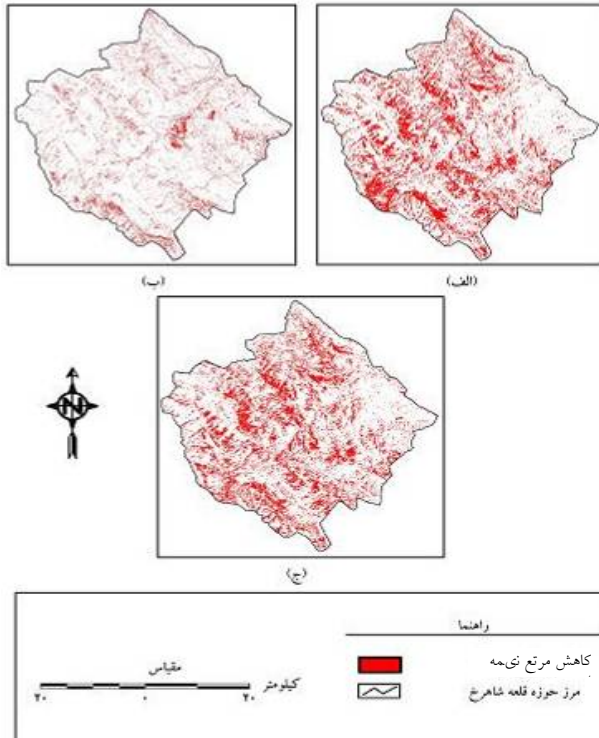 (الف)
(ب)
(ج)
N
راهنما
کاهش مرتع نیمه
مرز حوزه قلعه شاهرخ
مقیاس
کیلومتر
۲۰ ۰ ۲۰